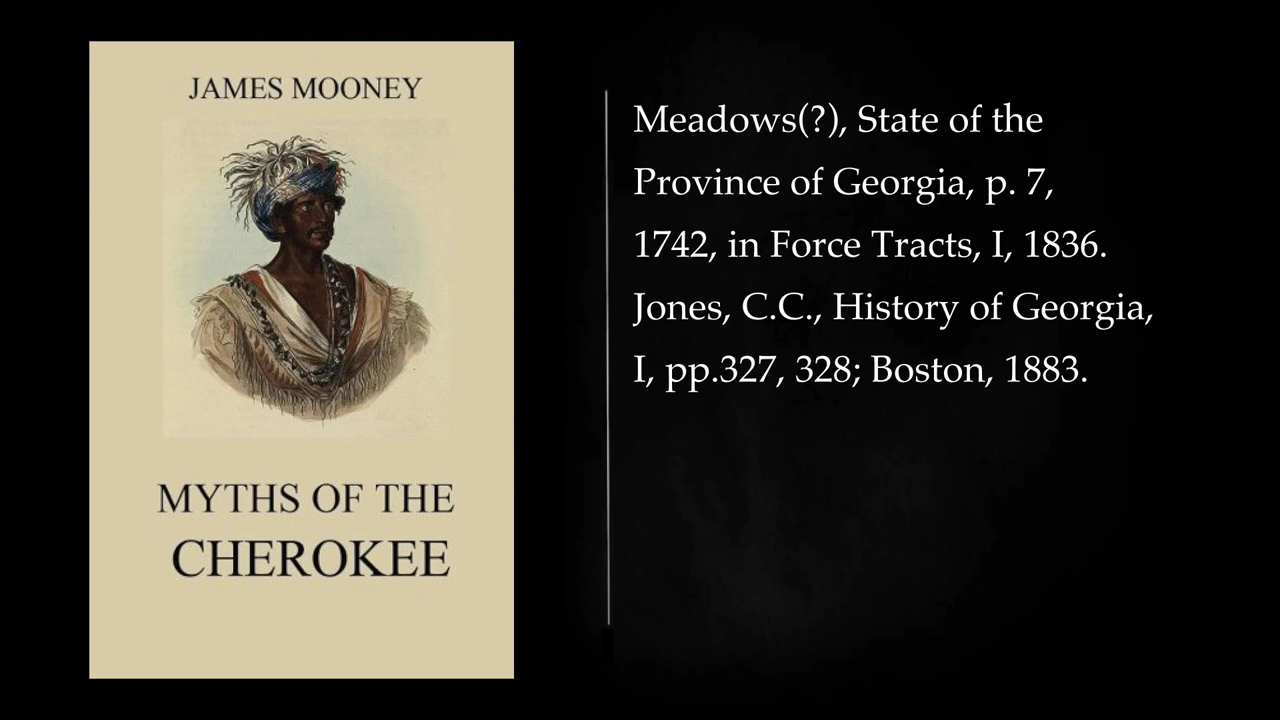 JAMES MOONEY
MYTHS OF THE
CHEROKEE
Meadows(?), State of the
Province of Georgia, p. 7,
1742, in Force Tracts, I, 1836.
Jones, C.C., History of Georgia,
I, pp.327, 328; Boston, 1883.